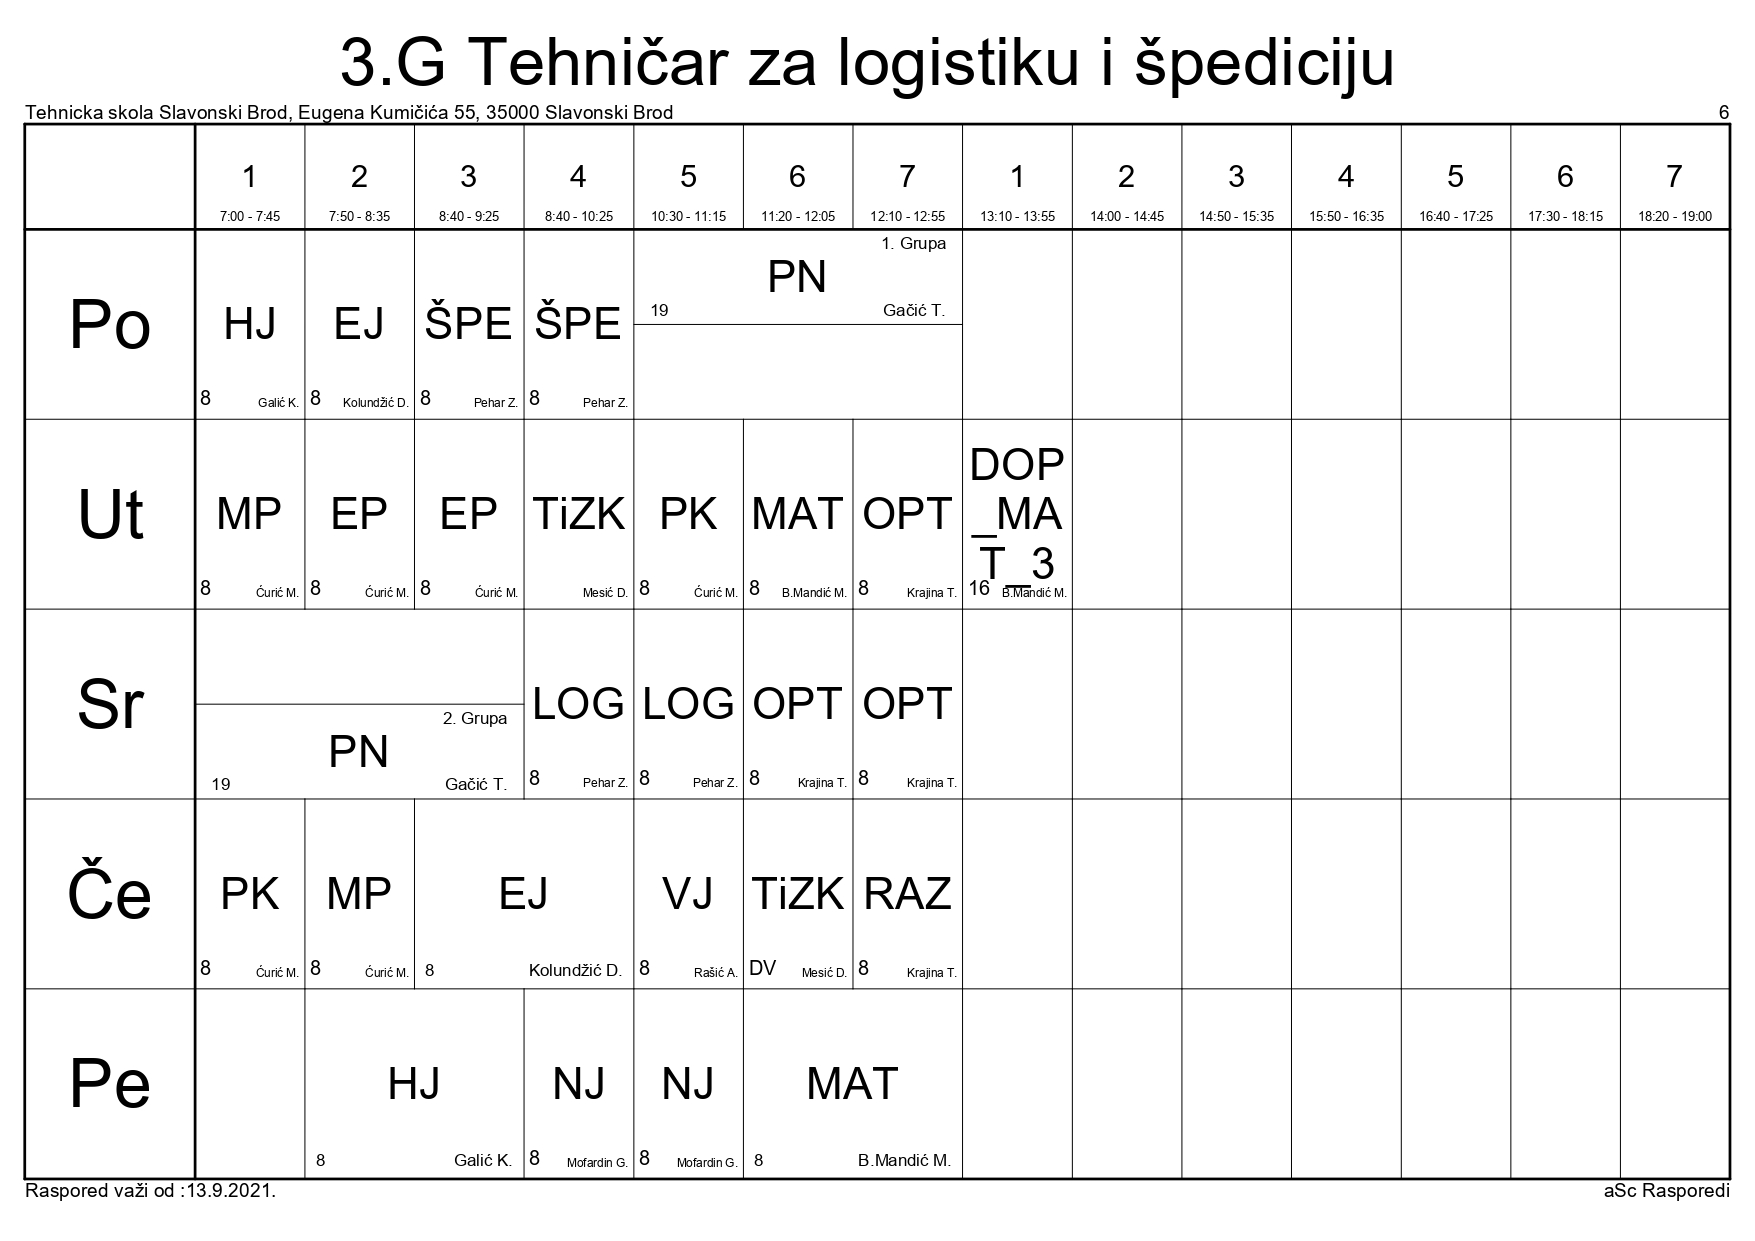 3.G Tehničar za logistiku i špediciju
Tehnicka skola Slavonski Brod, Eugena Kumičića 55, 35000 Slavonski Brod 6
1 2 3 4 5 6 7 1 2 3 4 5 6 7
7:00 - 7:45 7:50 - 8:35 8:40 - 9:25 8:40 - 10:25 10:30 - 11:15 11:20 - 12:05 12:10 - 12:55 13:10 - 13:55 14:00 - 14:45 14:50 - 15:35 15:50 - 16:35 16:40 - 17:25 17:30 - 18:15 18:20 - 19:00
1. Grupa
PN
19 Gačić T.
Po HJ EJ ŠPE ŠPE
8 Galić K. 8 Kolundžić D. 8 Pehar Z. 8 Pehar Z.
Ut MP EP EP TiZK PK MAT OPT
DOP
_MA
T_3
8 Ćurić M. 8 Ćurić M. 8 Ćurić M. Mesić D. 8 Ćurić M. 8 B.Mandić M. 8 Krajina T. 16 B.Mandić M.
Sr LOG LOG OPT OPT
2. Grupa
PN
19 Gačić T. 8 Pehar Z. 8 Pehar Z. 8 Krajina T. 8 Krajina T.
Če PK MP EJ VJ TiZK RAZ
8 Ćurić M. 8 Ćurić M. 8 Kolundžić D. 8 Rašić A. DV Mesić D. 8 Krajina T.
Pe HJ NJ NJ MAT
8 Galić K. 8 Mofardin G. 8 Mofardin G. 8 B.Mandić M.
Raspored važi od :13.9.2021. aSc Rasporedi